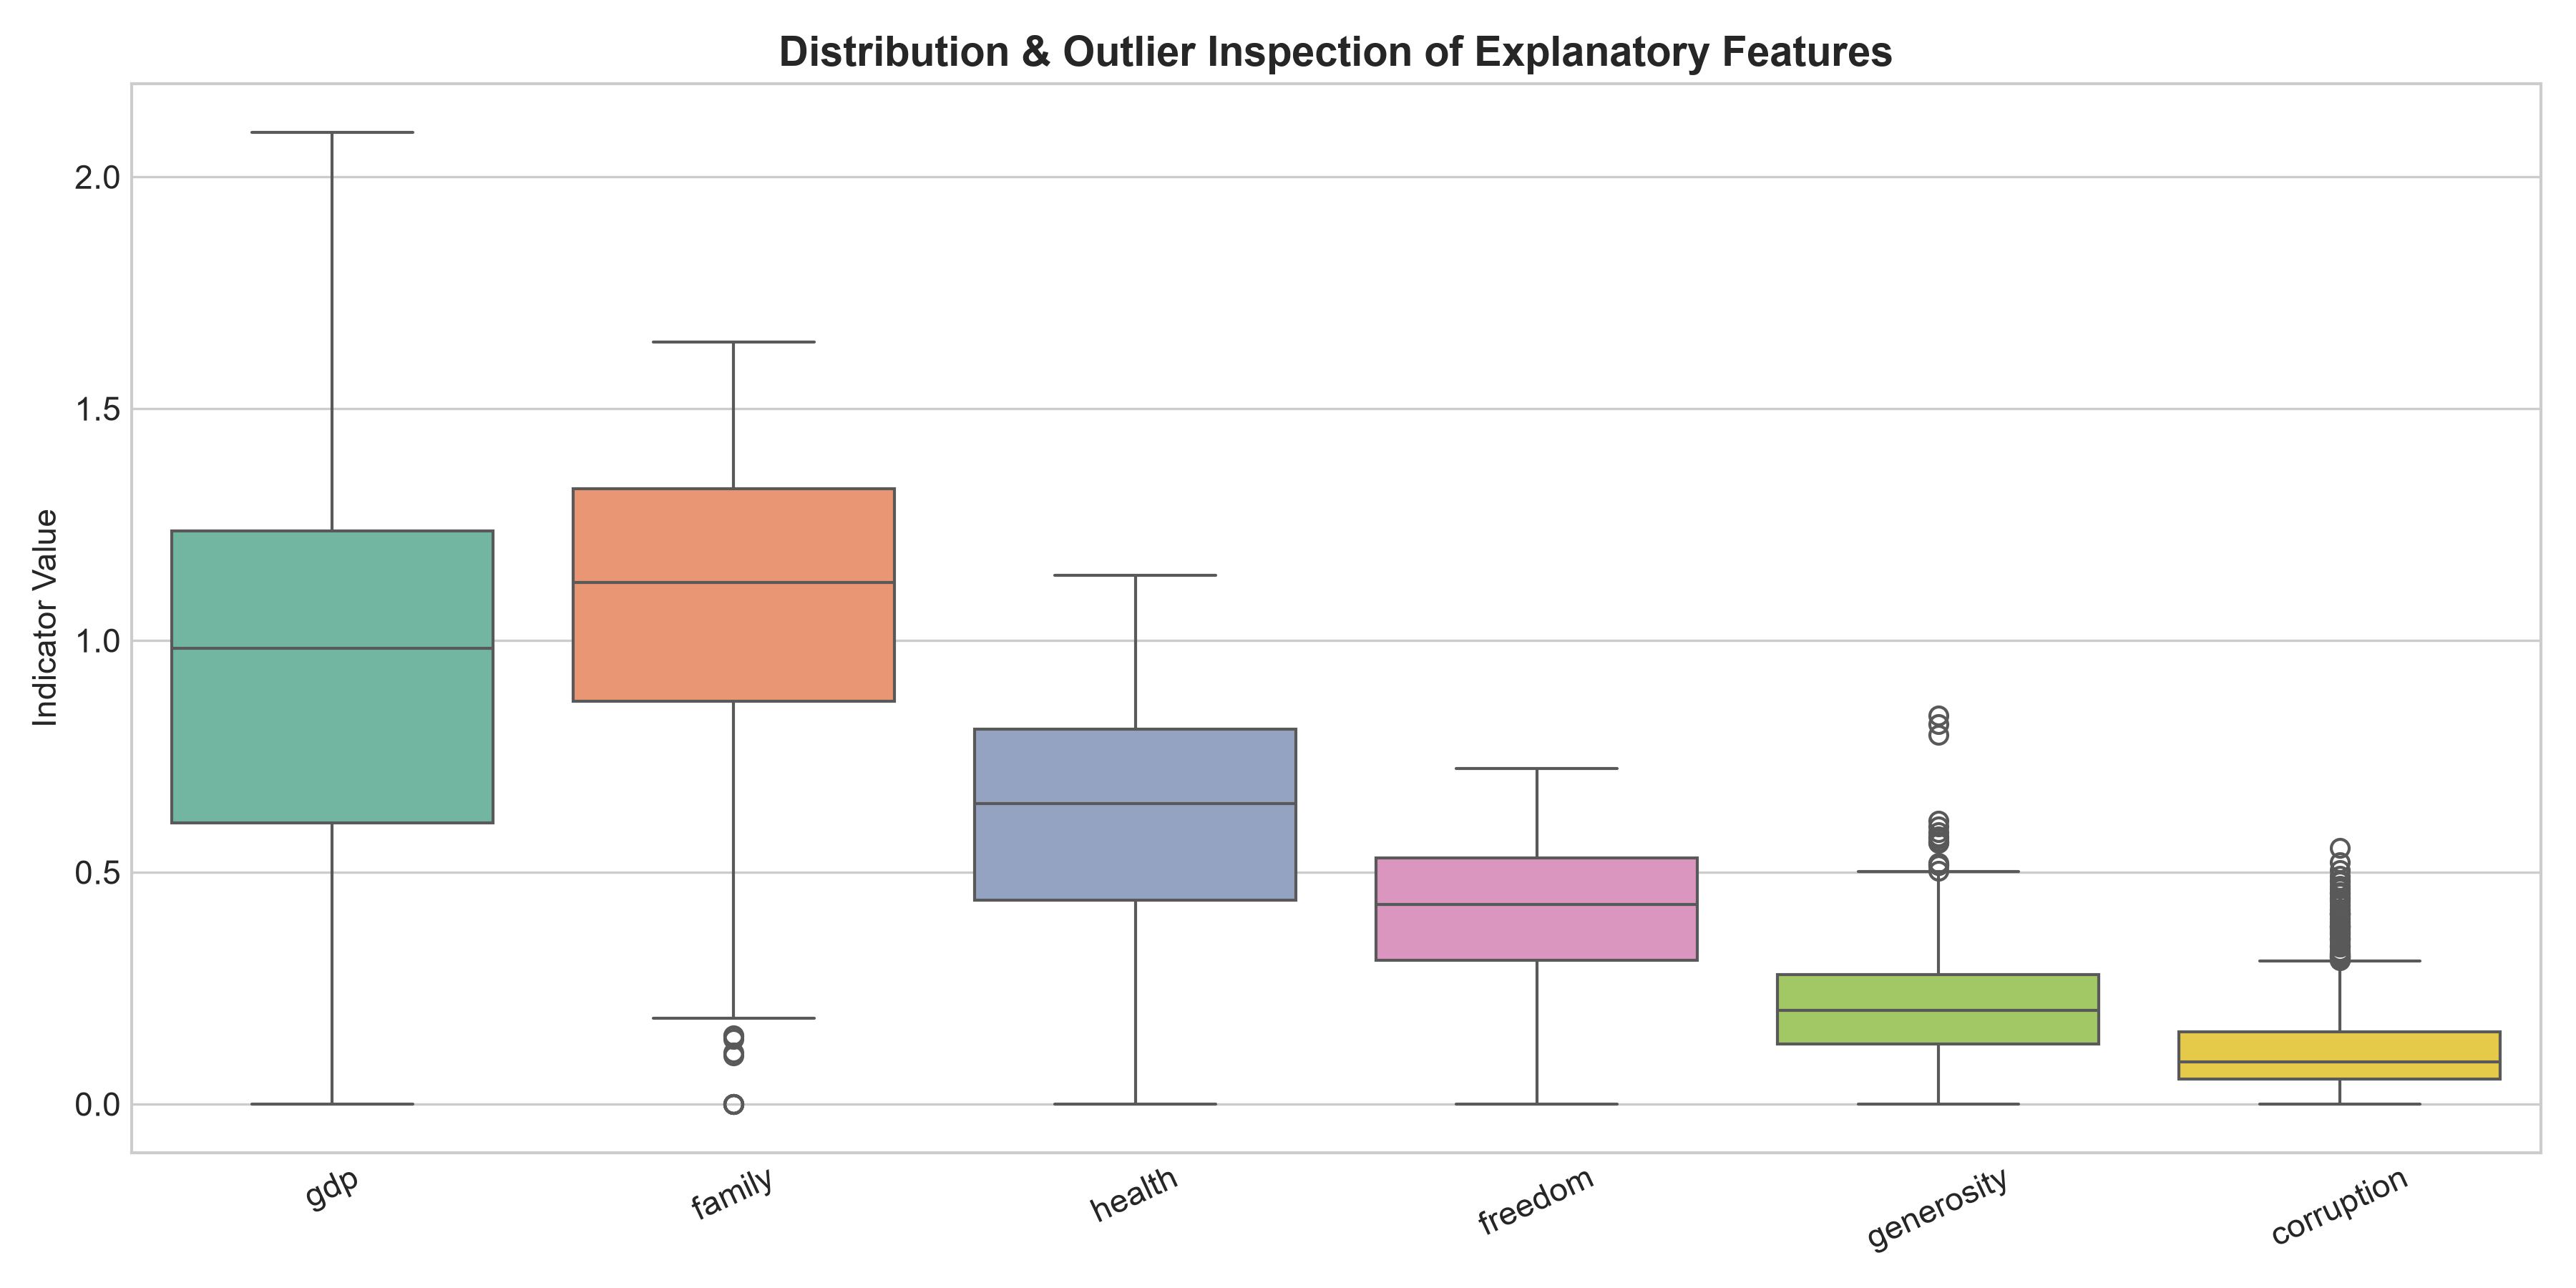 Distribution & Outlier Inspection of Explanatory Features
Indicator Value
2.0
1.5
1.0
0.5
0.0
gdp
family
health
freedom
generosity
corruption